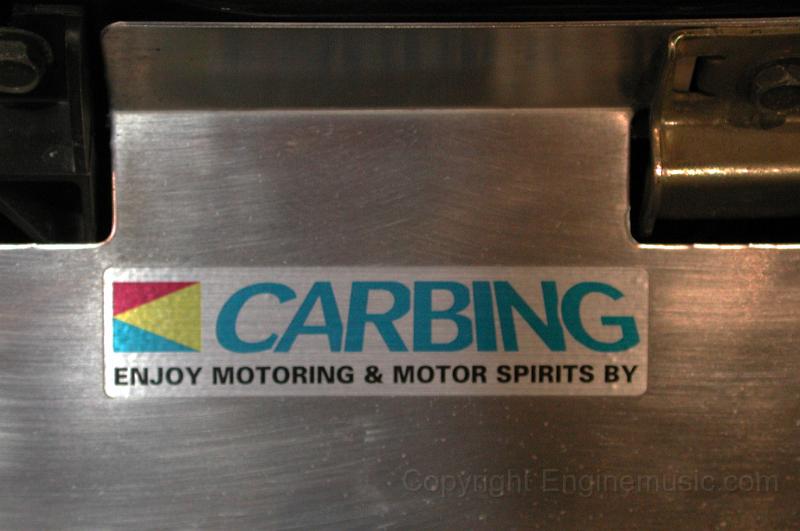 CARBING
ENJOY MOTORING & MOTOR SPIRITS BY
Copyright Enginemusic.com